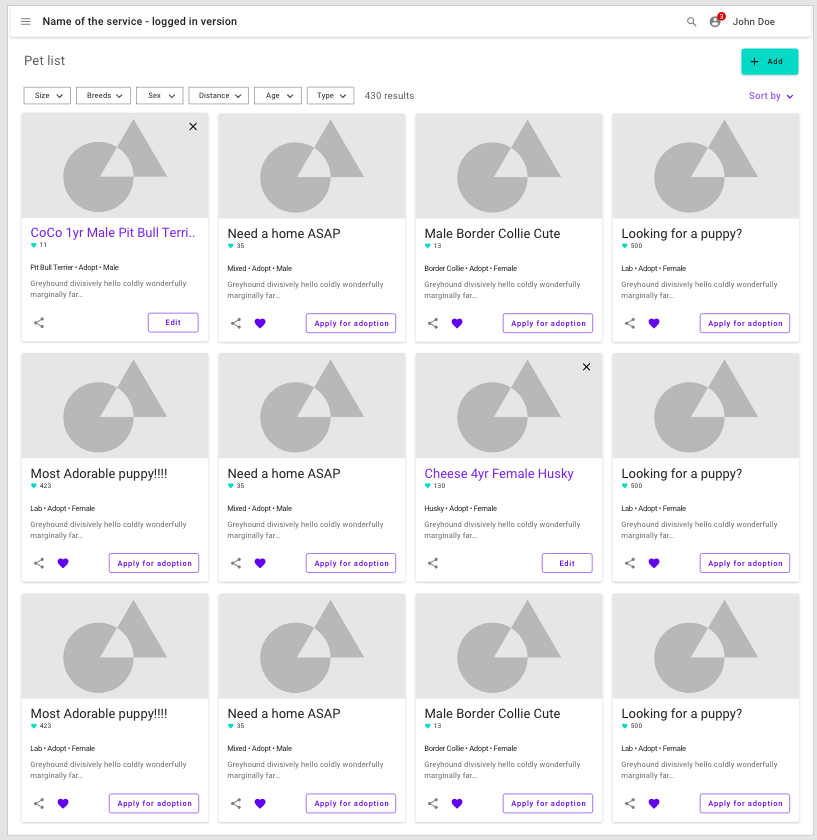 Name of the service - logged in version
3
John Doe
Pet list
Add
Size
Breeds
Sex
Distance
Age
Type
430 results
Sort by
CoCo 1yr Male Pit Bull Terri..
11
Pit Bull Terrier • Adopt • Male
Greyhound divisively hello coldly wonderfully
marginally far...
Edit
Need a home ASAP
35
Mixed • Adopt • Male
Greyhound divisively hello coldly wonderfully
marginally far...
Apply for adoption
Male Border Collie Cute
13
Border Collie • Adopt • Female
Greyhound divisively hello coldly wonderfully
marginally far...
Apply for adoption
Looking for a puppy?
500
Lab • Adopt • Female
Greyhound divisively hello coldly wonderfully
marginally far...
Apply for adoption
Most Adorable puppy!!!!
423
Lab • Adopt • Female
Greyhound divisively hello coldly wonderfully
marginally far...
Apply for adoption
Need a home ASAP
35
Mixed • Adopt • Male
Greyhound divisively hello coldly wonderfully
marginally far...
Apply for adoption
Cheese 4yr Female Husky
130
Husky • Adopt • Female
Greyhound divisively hello coldly wonderfully
marginally far...
Edit
Looking for a puppy?
500
Lab • Adopt • Female
Greyhound divisively hello coldly wonderfully
marginally far...
Apply for adoption
Most Adorable puppy!!!!
423
Lab • Adopt • Female
Greyhound divisively hello coldly wonderfully
marginally far...
Apply for adoption
Need a home ASAP
35
Mixed • Adopt • Male
Greyhound divisively hello coldly wonderfully
marginally far...
Apply for adoption
Male Border Collie Cute
13
Border Collie • Adopt • Female
Greyhound divisively hello coldly wonderfully
marginally far...
Apply for adoption
Looking for a puppy?
500
Lab • Adopt • Female
Greyhound divisively hello coldly wonderfully
marginally far...
Apply for adoption